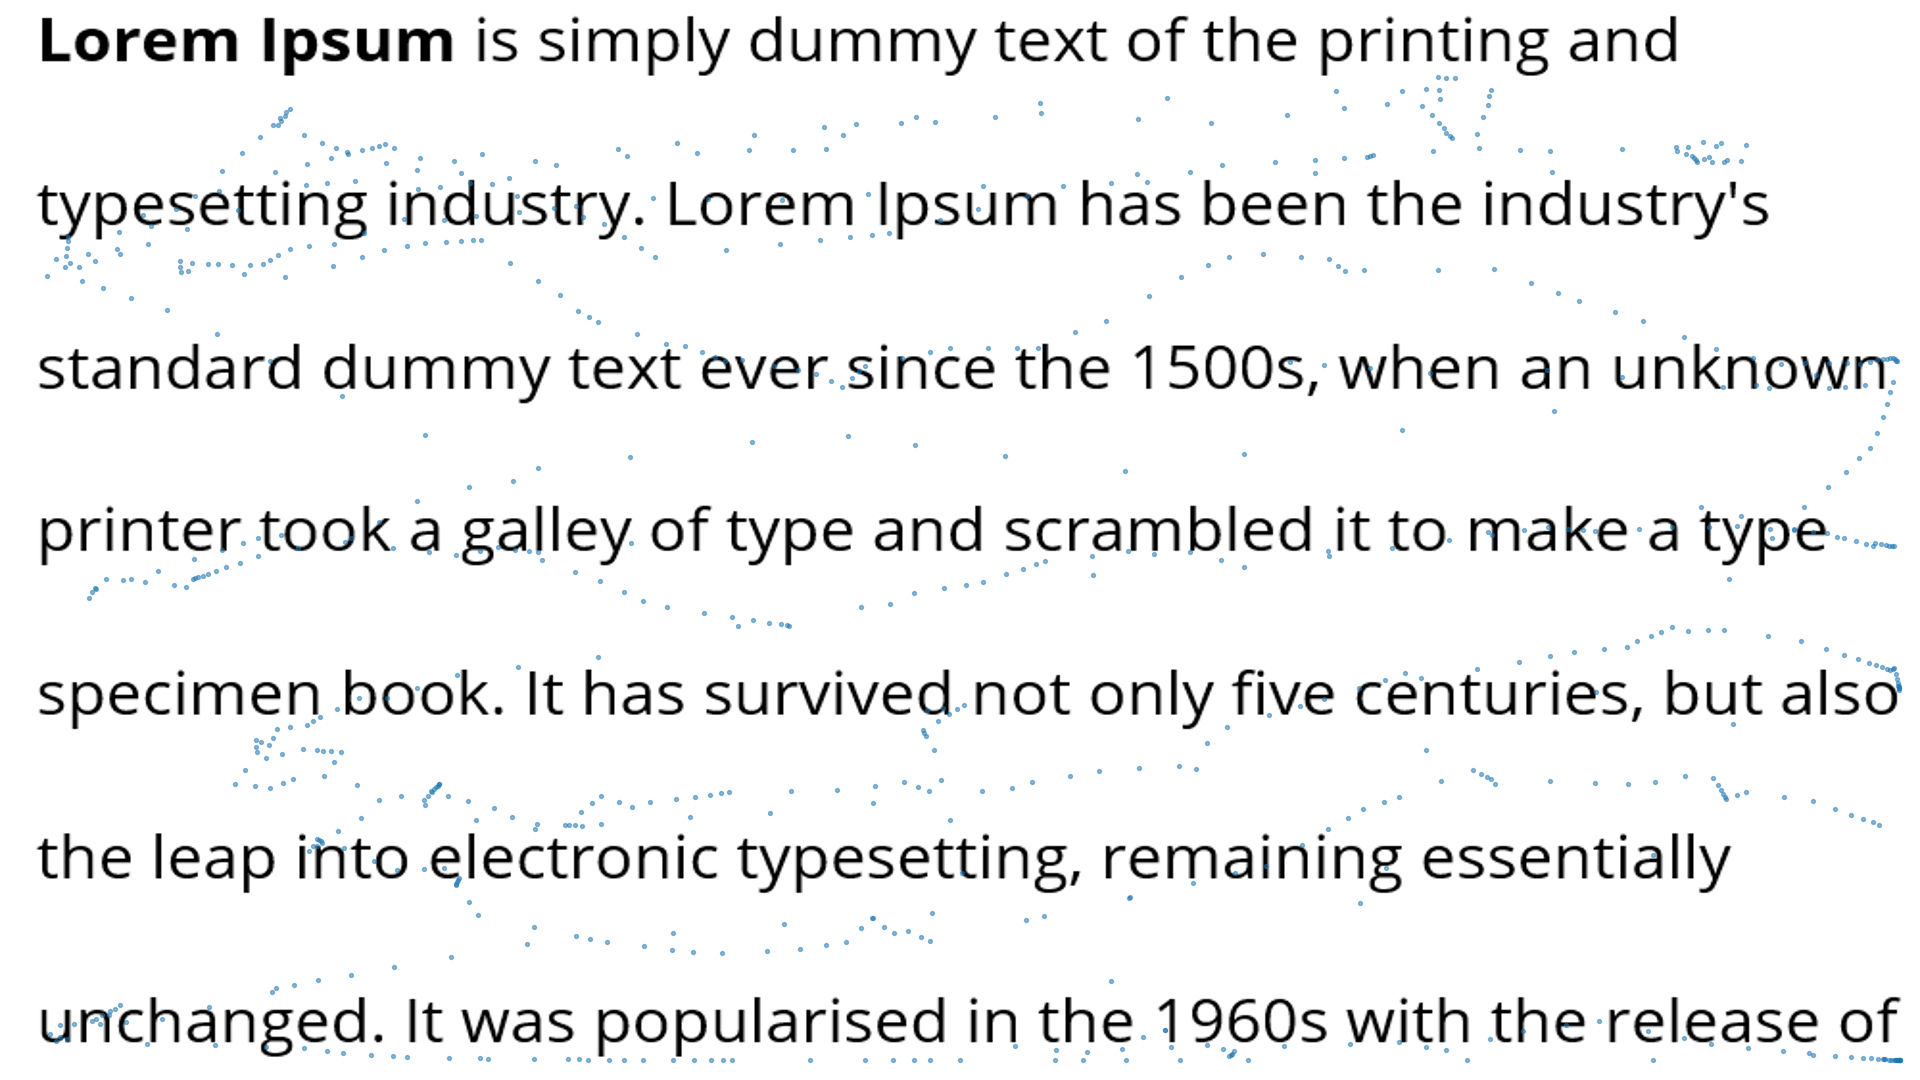 Lorem Ipsum is simply dummy text of the printing and
typesetting industry. Lorem Ipsum has been the industry's
standard dummy text ever since the 1500s, when an unknown
printer took a galley of type and scrambled it to make a type
specimen book. It has survived not only five centuries, but also
the leap into electronic typesetting, remaining essentially
unchanged. It was popularised in the 1960s with the release of